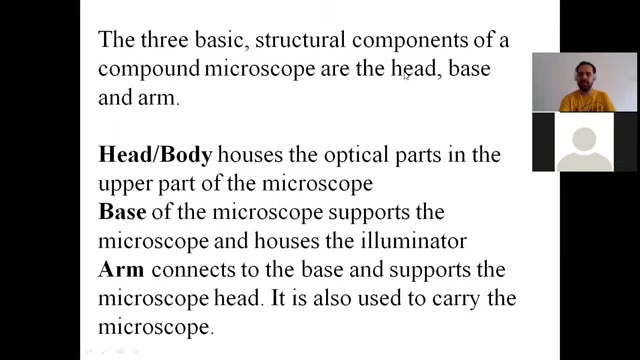 The three basic, structural components of a
compound microscope are the head, base
and arm.
Head/Body houses the optical parts in the
upper part of the microscope
Base of the microscope supports the
microscope and houses the illuminator
Arm connects to the base and supports the
microscope head. It is also used to carry the
microscope.